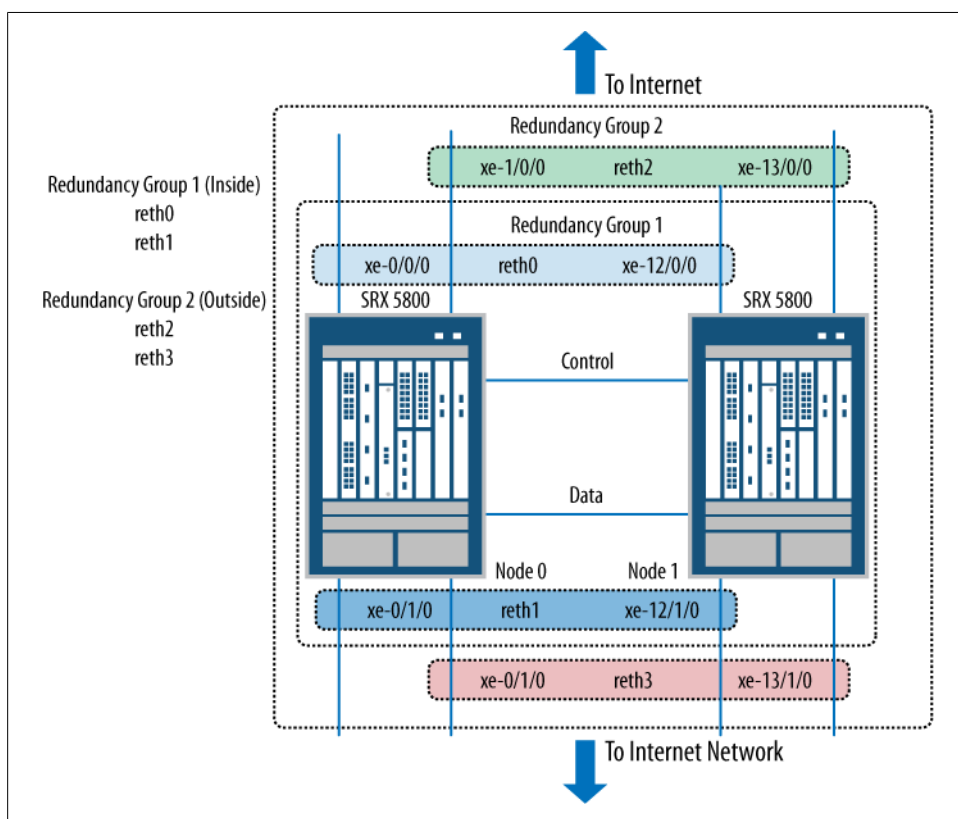 To Internet
Redundancy Group 2
xe-1/0/0 reth2 xe-13/0/0
Redundancy Group 1 (Inside)
reth0
reth1
Redundancy Group 1
xe-0/0/0 reth0 xe-12/0/0
Redundancy Group 2 (Outside)
reth2
reth3
SRX 5800 SRX 5800
Control
Data
Node 0 Node 1
xe-0/1/0 reth1 xe-12/1/0
xe-0/1/0 reth3 xe-13/1/0
To Internet Network